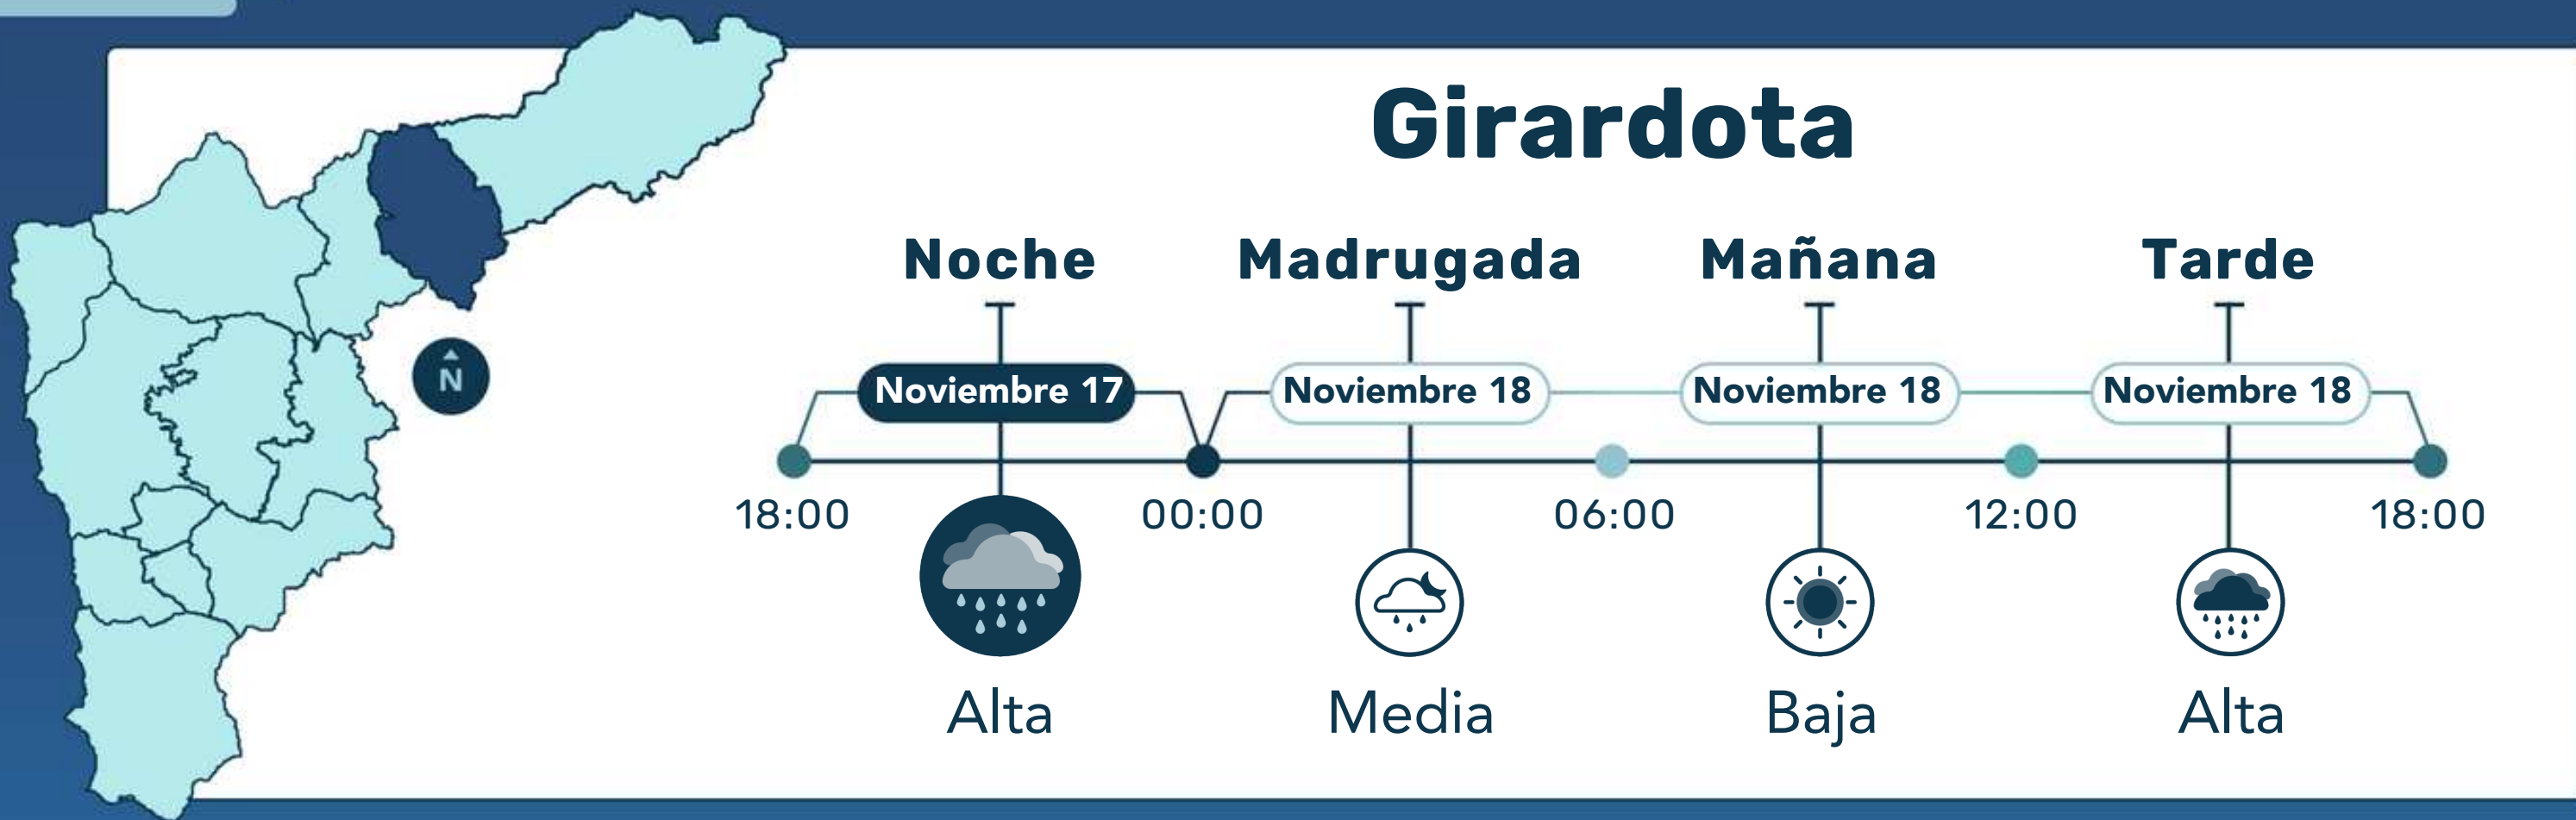 Girardota
Noche Madrugada Mañana Tarde
N
Noviembre 17 Noviembre 18 Noviembre 18 Noviembre 18
18:00 00:00 06:00 12:00 18:00
Alta Media Baja Alta